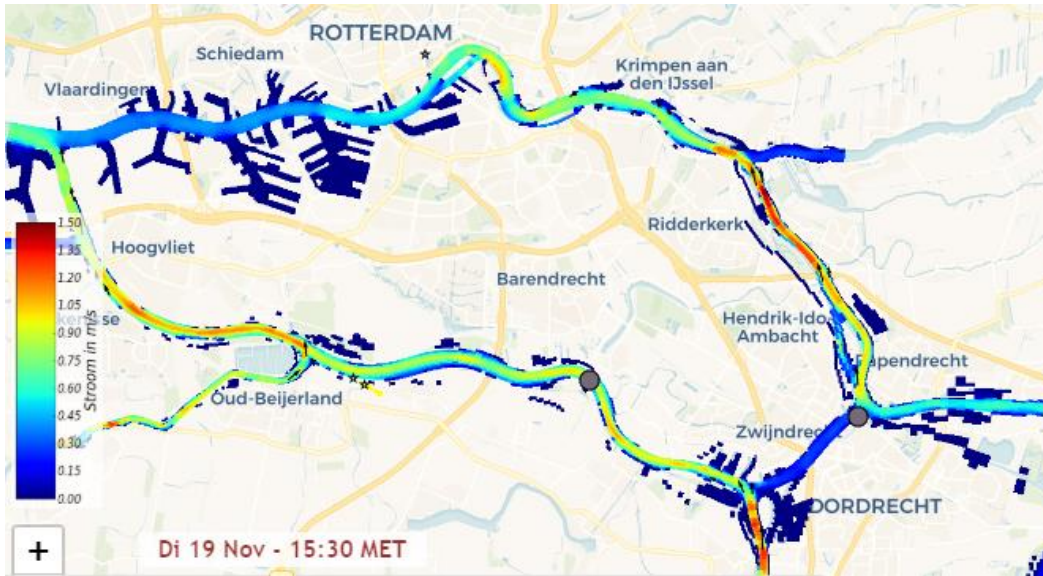 ROTTERDAM
Schiedam
Krimpen aan
den IJssel
Vlaardingen
Ridderkerk
1.50
1.35
1.20
1.05
0.90
0.75
0.60
0.45
0.30
0.15
0.00
Stroom in m/s
Hoogvliet
Barendrecht
Hendrik-Ido-
Ambacht
Papendrecht
Oud-Beijerland
Zwijndrecht
DORDRECHT
+
Di 19 Nov - 15:30 MET